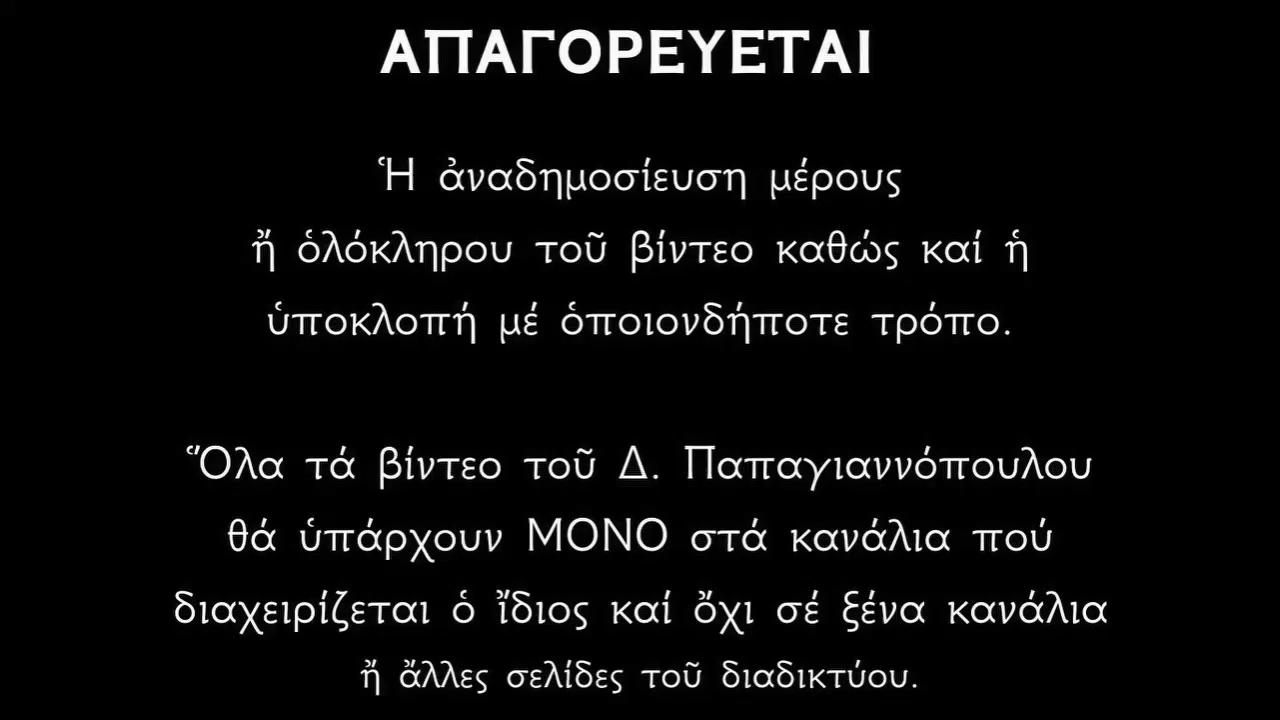 ΑΠΑΓΟΡΕΥΕΤΑΙ
Ἡ ἀναδημοσίευση μέρους
ἤ ὁλόκληρου τοῦ βίντεο καθώς καί ἡ
ὑποκλοπή μέ ὁποιονδήποτε τρόπο.
Ὅλα τά βίντεο τοῦ Δ. Παπαγιαννόπουλου
θά ὑπάρχουν ΜΟΝΟ στά κανάλια πού
διαχειρίζεται ὁ ἴδιος καί ὄχι σέ ξένα κανάλια
ἤ ἄλλες σελίδες τοῦ διαδικτύου.